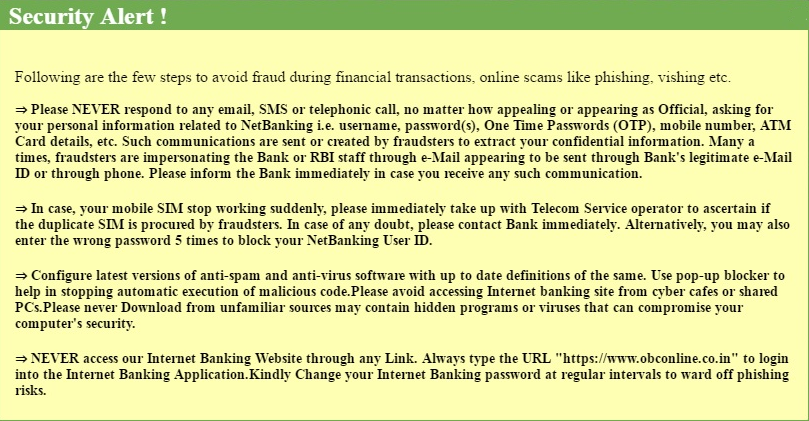 Security Alert !
Following are the few steps to avoid fraud during financial transactions, online scams like phishing, vishing etc.
⇒ Please NEVER respond to any email, SMS or telephonic call, no matter how appealing or appearing as Official, asking for
your personal information related to NetBanking i.e. username, password(s), One Time Passwords (OTP), mobile number, ATM
Card details, etc. Such communications are sent or created by fraudsters to extract your confidential information. Many a
times, fraudsters are impersonating the Bank or RBI staff through e-Mail appearing to be sent through Bank's legitimate e-Mail
ID or through phone. Please inform the Bank immediately in case you receive any such communication.
⇒ In case, your mobile SIM stop working suddenly, please immediately take up with Telecom Service operator to ascertain if
the duplicate SIM is procured by fraudsters. In case of any doubt, please contact Bank immediately. Alternatively, you may also
enter the wrong password 5 times to block your NetBanking User ID.
⇒ Configure latest versions of anti-spam and anti-virus software with up to date definitions of the same. Use pop-up blocker to
help in stopping automatic execution of malicious code.Please avoid accessing Internet banking site from cyber cafes or shared
PCs.Please never Download from unfamiliar sources may contain hidden programs or viruses that can compromise your
computer's security.
⇒ NEVER access our Internet Banking Website through any Link. Always type the URL "https://www.obconline.co.in" to login
into the Internet Banking Application.Kindly Change your Internet Banking password at regular intervals to ward off phishing
risks.